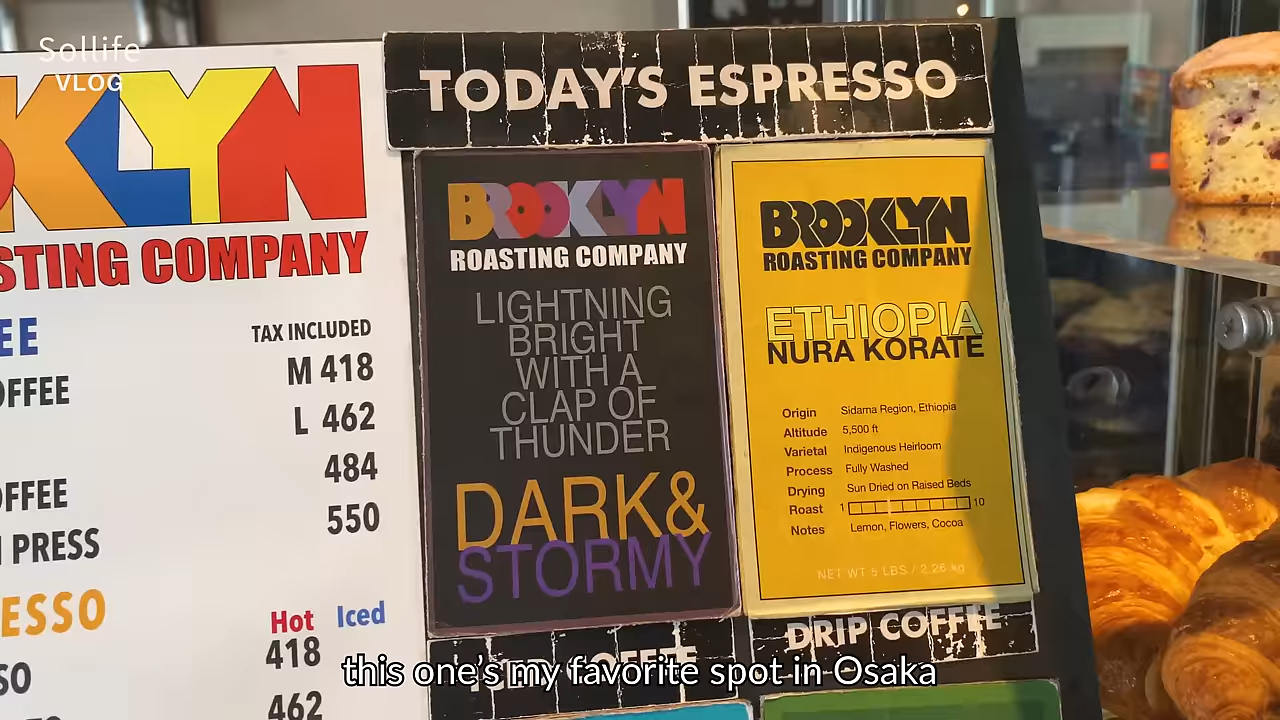 Sollife
VLOG
KLYN
STING COMPANY
EE
TAX INCLUDED
OFFEE
M 418
L 462
484
OFFEE
550
PRESS
ESSO
Hot Iced
SO
418
462
TODAY'S ESPRESSO
BROOKLYN
ROASTING COMPANY
LIGHTNING
BRIGHT
WITH A
CLAP OF
THUNDER
DARK&
STORMY
BROOKLYN
ROASTING COMPANY
ETHIOPIA
NURA KORATE
Origin Sidama Region, Ethiopia
Altitude 5,500 ft
Varietal Indigenous Heirloom
Process Fully Washed
Drying Sun Dried on Raised Beds
Roast 1 10
Notes Lemon, Flowers, Cocoa
NET WT 5 LBS / 2.26 kg
DRIP COFFEE
this one's my favorite spot in Osaka